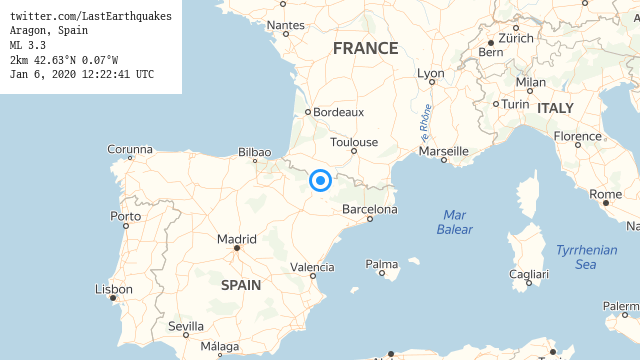 twitter.com/LastEarthquakes
Aragon, Spain
ML 3.3
2km 42.63°N 0.07°W
Jan 6, 2020 12:22:41 UTC
Nantes
FRANCE
Zürich
Bern
Lyon
Milan
Turin
ITALY
Bordeaux
re Rhône
Florence
Toulouse
Marseille
Corunna
Bilbao
Rome
Barcelona
Porto
Mar
Balear
Na
Madrid
Tyrrhenian
Sea
Valencia
Palma
Cagliari
SPAIN
Lisbon
Palerm
Sevilla
Málaga